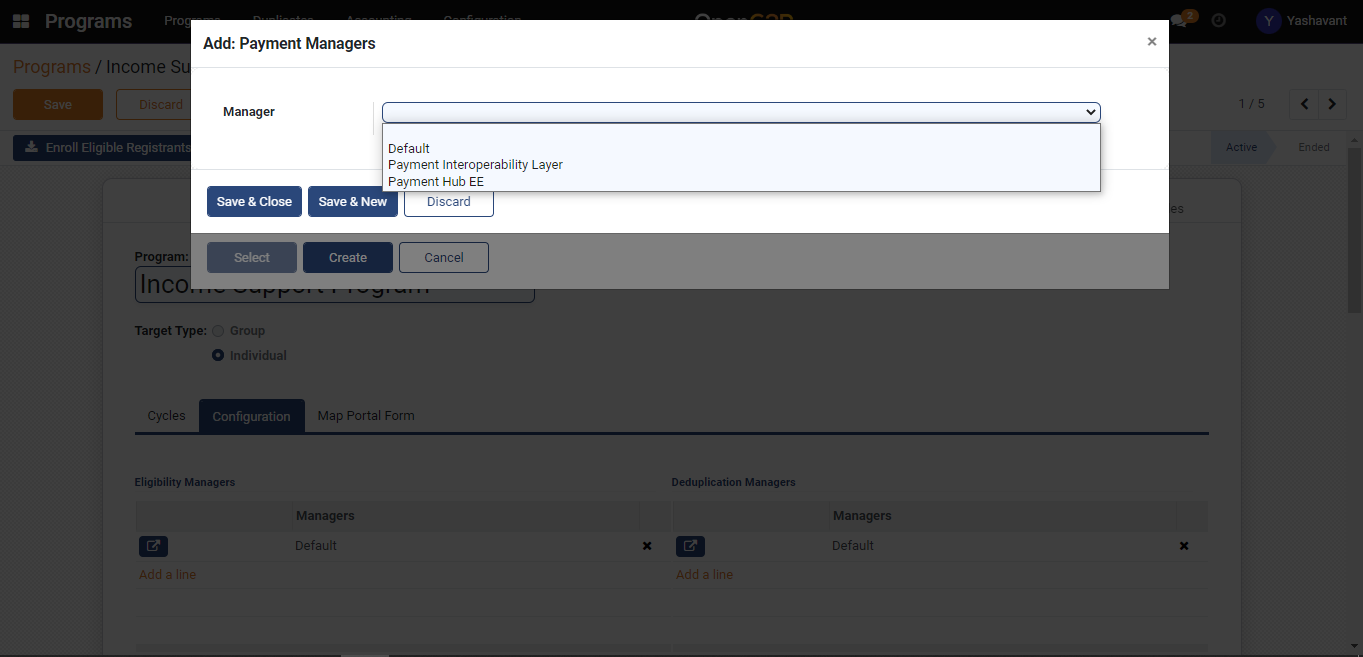 Programs
Programs Duplicates Accounting Configuration
OpenG2P
2
Y Yashavant
Add: Payment Managers ×
Programs / Income Su
Save Discard
1 / 5
Manager
Default
Payment Interoperability Layer
Payment Hub EE
Enroll Eligible Registrants
Active Ended
Save & Close Save & New Discard
es
Select Create Cancel
Program:
Income Support Program
Target Type: Group
Individual
Cycles Configuration Map Portal Form
Eligibility Managers Deduplication Managers
Managers Managers
Default Default
Add a line Add a line